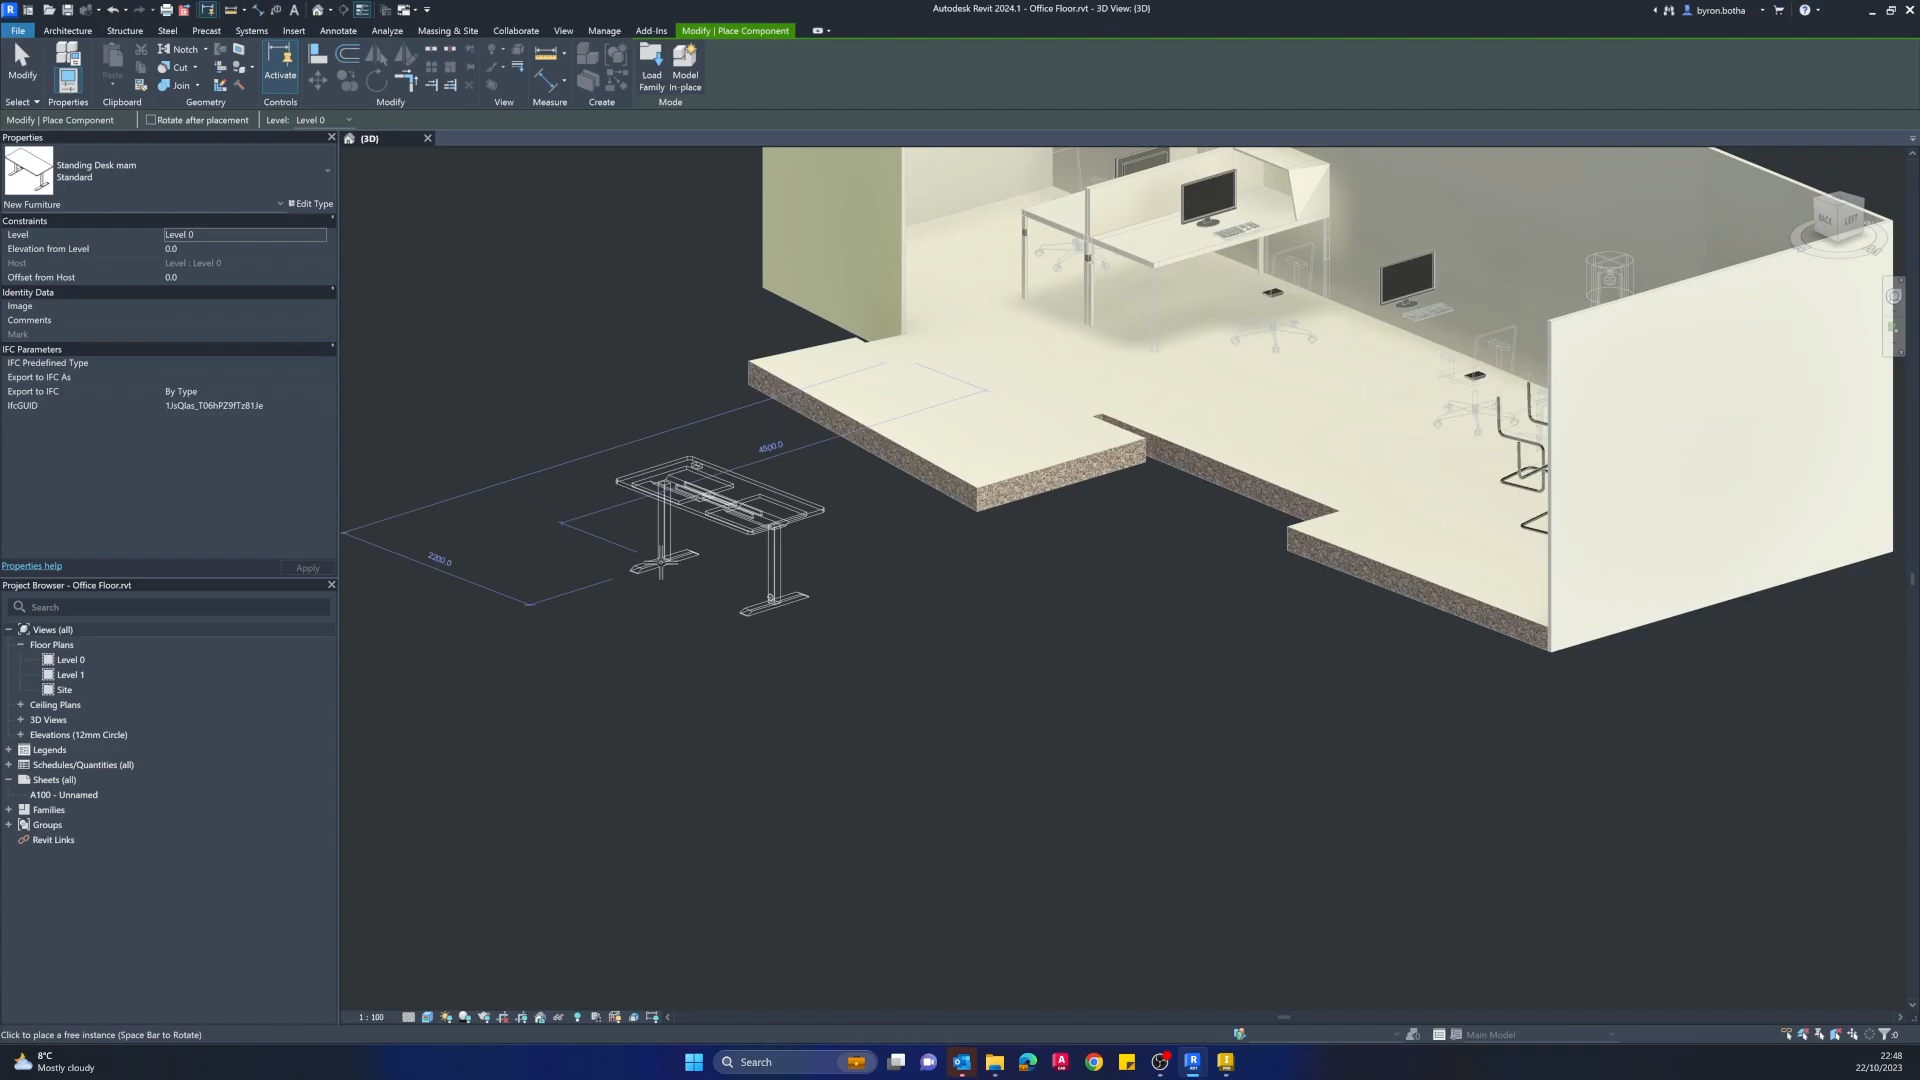 Autodesk Revit 2024.1 - Office Floor.rvt - 3D View: {3D}
byron.botha
File Architecture Structure Steel Precast Systems Insert Annotate Analyze Massing & Site Collaborate View Manage Add-Ins Modify | Place Component
Modify
Paste
Notch
Cut
Join
Activate
Load Family
Model In-place
Select Properties Clipboard Geometry Controls Modify View Measure Create Mode
Modify | Place Component Rotate after placement Level: Level 0
Properties
{3D}
Standing Desk mam
Standard
New Furniture Edit Type
Constraints
Level Level 0
Elevation from Level 0.0
Host Level : Level 0
Offset from Host 0.0
Identity Data
Image
Comments
Mark
IFC Parameters
IFC Predefined Type
Export to IFC As
Export to IFC By Type
IfcGUID 1JsQlas_T06hPZ9fTz81Je
BACK LEFT
4500.0
2200.0
Properties help Apply
Project Browser - Office Floor.rvt
Search
Views (all)
Floor Plans
Level 0
Level 1
Site
Ceiling Plans
3D Views
Elevations (12mm Circle)
Legends
Schedules/Quantities (all)
Sheets (all)
A100 - Unnamed
Families
Groups
Revit Links
1 : 100
Click to place a free instance (Space Bar to Rotate)
Main Model
:0
8°C
Mostly cloudy
Search
22:48
22/10/2023